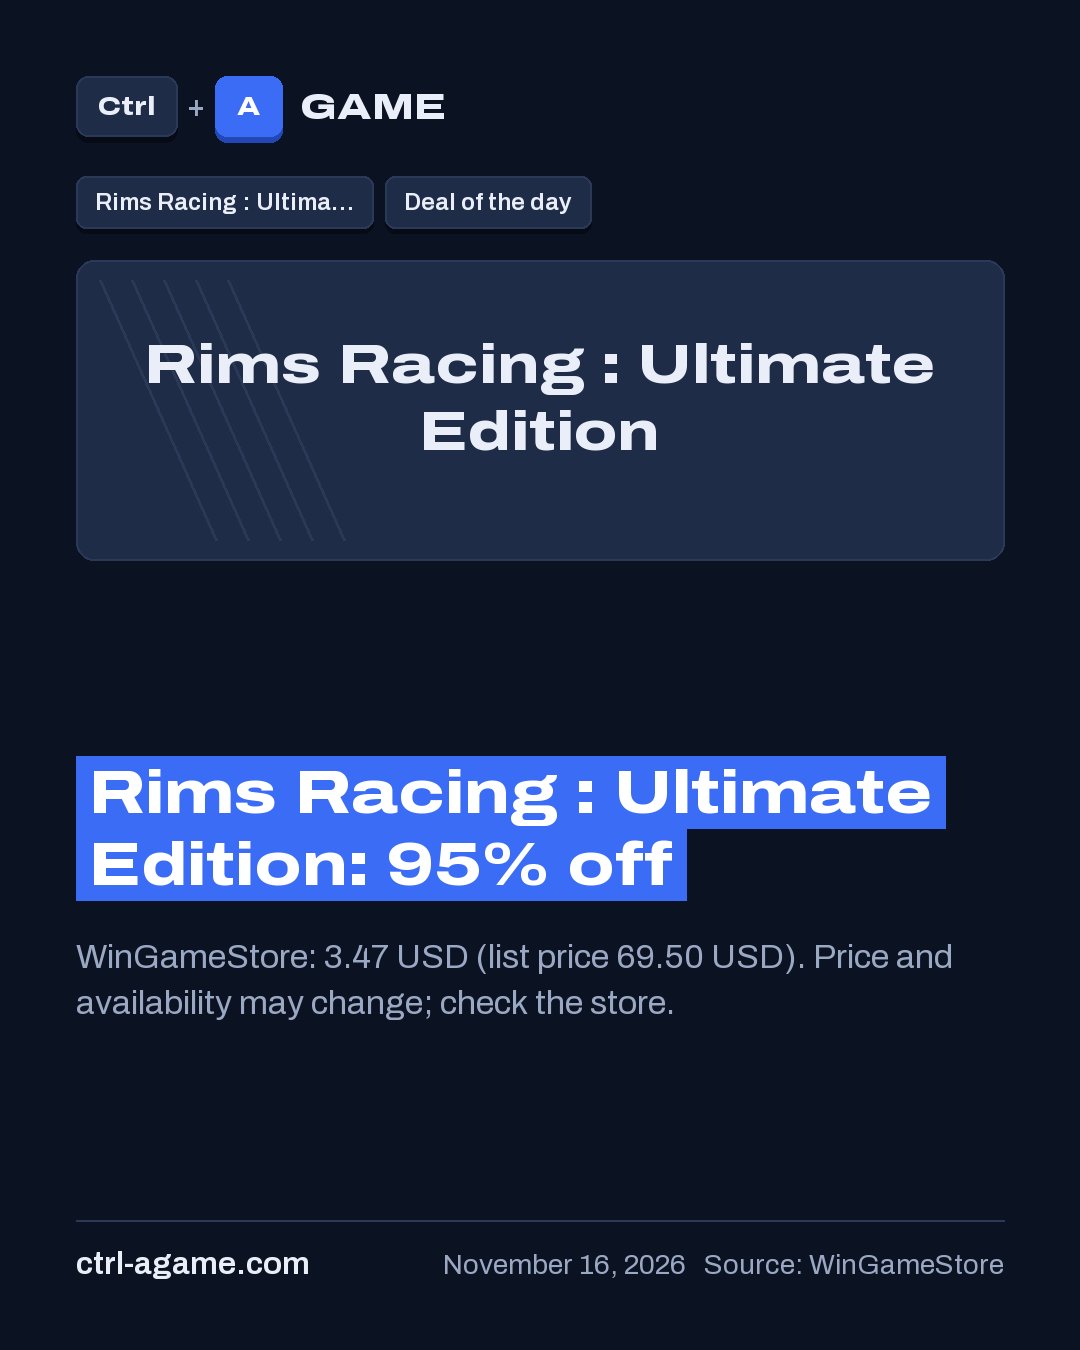 Ctrl + A GAME
Rims Racing : Ultima... Deal of the day
Rims Racing : Ultimate
Edition
Rims Racing : Ultimate
Edition: 95% off
WinGameStore: 3.47 USD (list price 69.50 USD). Price and
availability may change; check the store.
ctrl-agame.com November 16, 2026 Source: WinGameStore